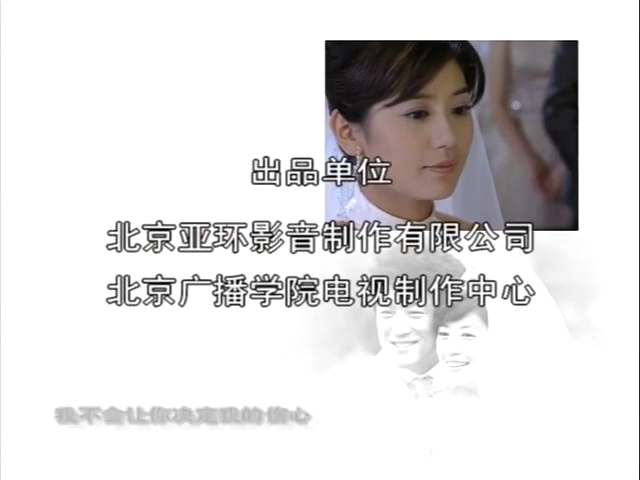 出品单位
北京亚环影音制作有限公司
北京广播学院电视制作中心
我不会让你决定我的伤心